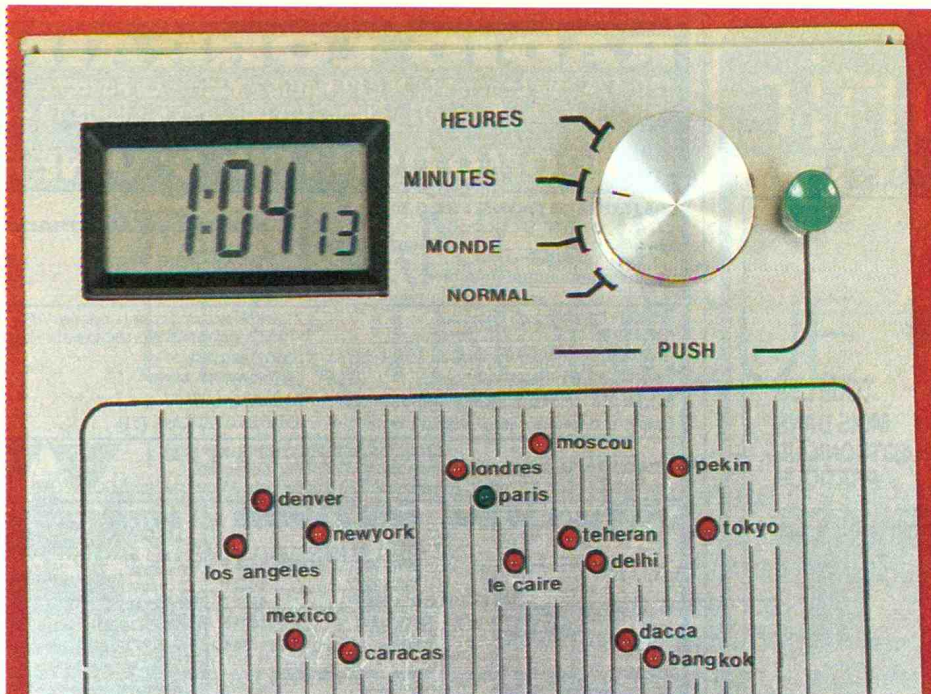 HEURES
1:04
1:04 13
MINUTES
MONDE
NORMAL
PUSH
moscou
londres
pekin
denver
paris
newyork
teheran
tokyo
los angeles
le caire
delhi
mexico
dacca
caracas
bangkok